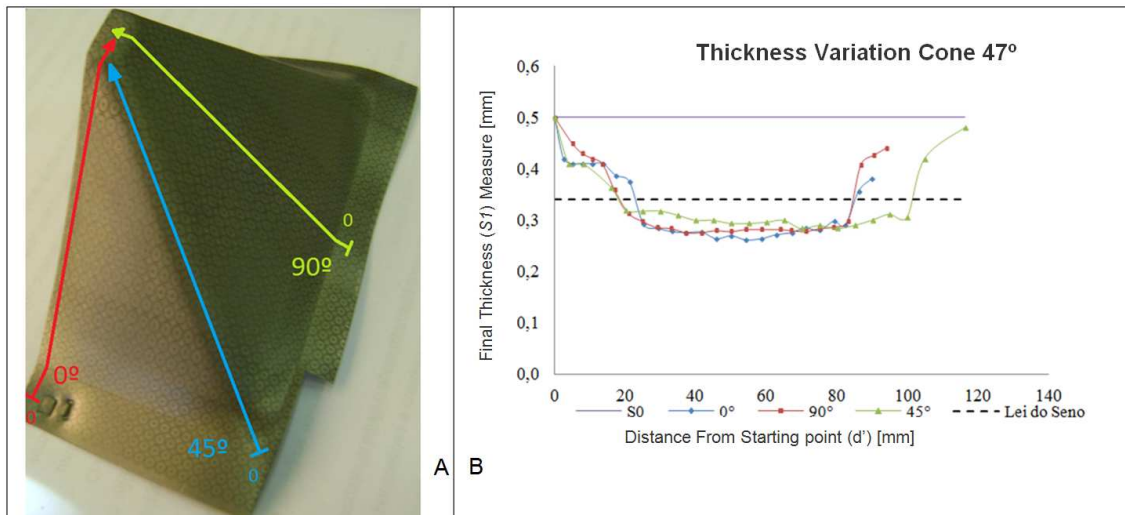 0
90º
0º
0
45º
0
A
B
Thickness Variation Cone 47º
Final Thickness (S1) Measure [mm]
0,6
0,5
0,4
0,3
0,2
0,1
0,0
0 20 40 60 80 100 120 140
S0 0° 90° 45° Lei do Seno
Distance From Starting point (d') [mm]